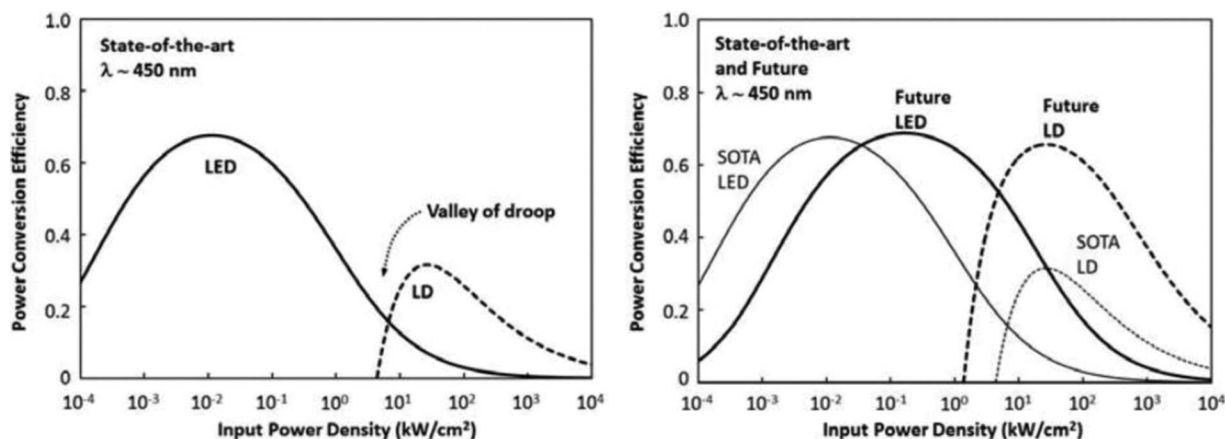 1.0
0.8
0.6
0.4
0.2
0
Power Conversion Efficiency
State-of-the-art
λ ~ 450 nm
LED
Valley of droop
LD
10⁻⁴ 10⁻³ 10⁻² 10⁻¹ 10⁰ 10¹ 10² 10³ 10⁴
Input Power Density (kW/cm²)
1.0
0.8
0.6
0.4
0.2
0
Power Conversion Efficiency
State-of-the-art
and Future
λ ~ 450 nm
SOTA
LED
Future
LED
Future
LD
SOTA
LD
10⁻⁴ 10⁻³ 10⁻² 10⁻¹ 10⁰ 10¹ 10² 10³ 10⁴
Input Power Density (kW/cm²)